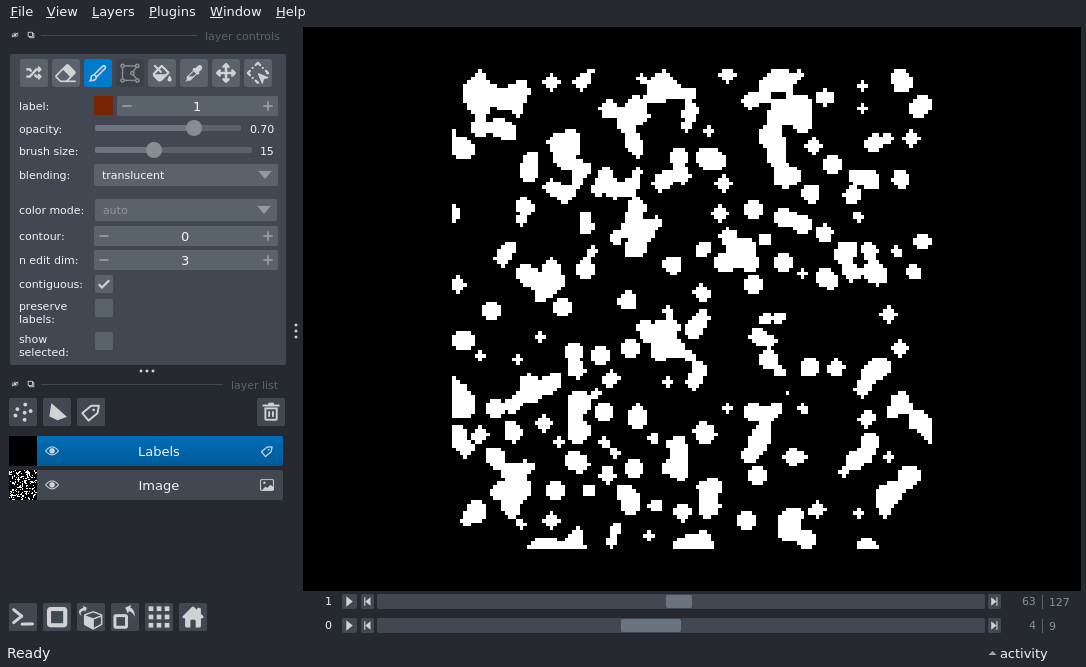 File View Layers Plugins Window Help
layer controls
label: 1
opacity: 0.70
brush size: 15
blending: translucent
color mode: auto
contour: 0
n edit dim: 3
contiguous:
preserve
labels:
show
selected:
layer list
Labels
Image
1 63 127
0 4 9
Ready activity